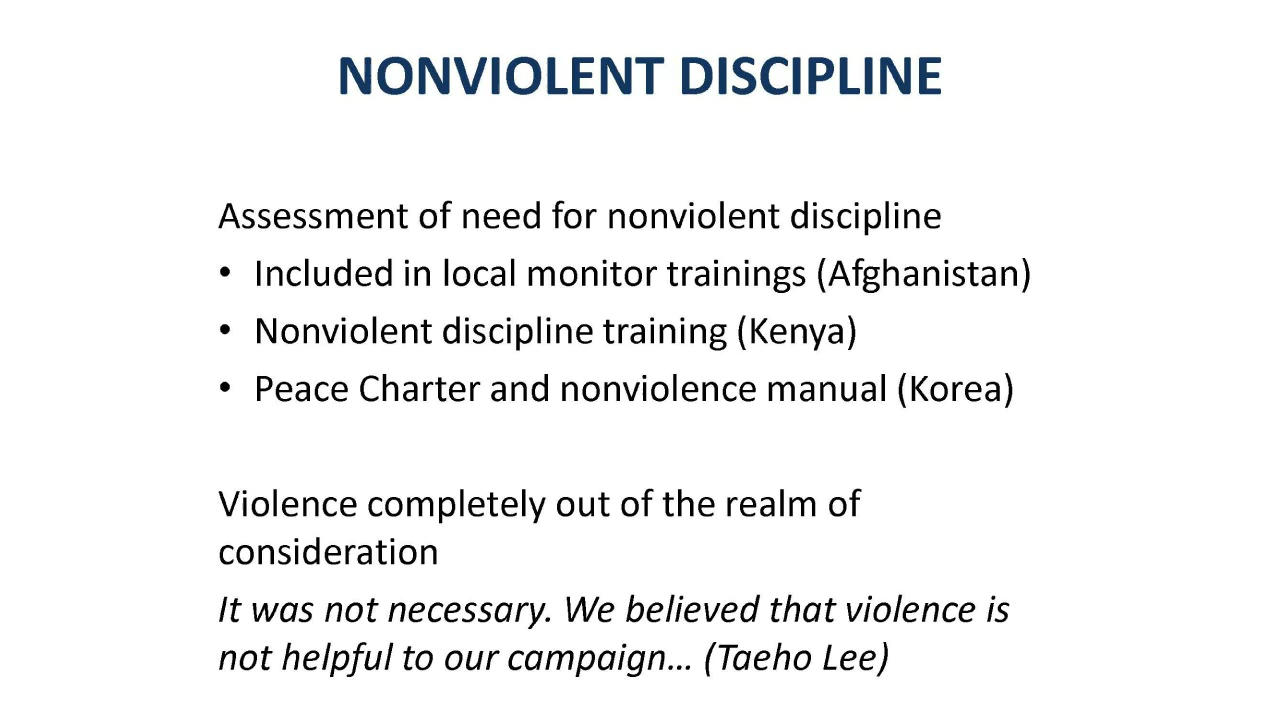 NONVIOLENT DISCIPLINE
Assessment of need for nonviolent discipline
• Included in local monitor trainings (Afghanistan)
• Nonviolent discipline training (Kenya)
• Peace Charter and nonviolence manual (Korea)
Violence completely out of the realm of
consideration
It was not necessary. We believed that violence is
not helpful to our campaign… (Taeho Lee)